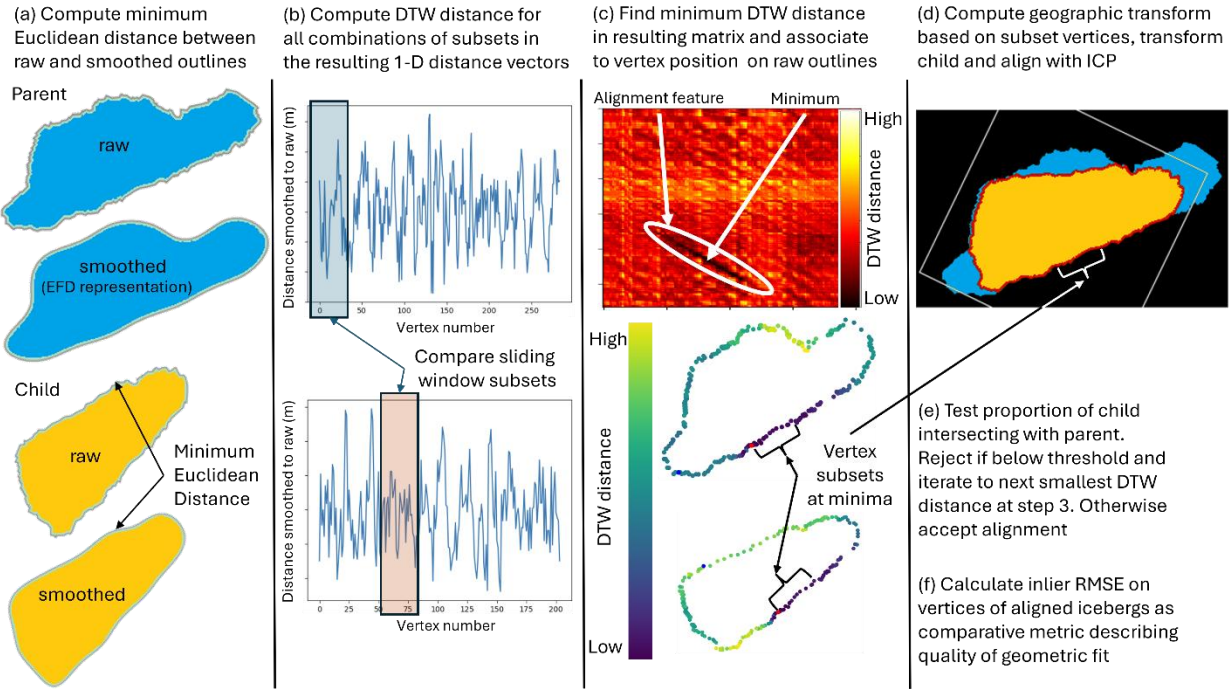 (a) Compute minimum
Euclidean distance between
raw and smoothed outlines
Parent
raw
smoothed
(EFD representation)
Child
raw
Minimum
Euclidean
Distance
smoothed
(b) Compute DTW distance for
all combinations of subsets in
the resulting 1-D distance vectors
Distance smoothed to raw (m)
0 50 100 150 200 250
Vertex number
Compare sliding
window subsets
Distance smoothed to raw (m)
0 25 50 75 100 125 150 175 200
Vertex number
(c) Find minimum DTW distance
in resulting matrix and associate
to vertex position on raw outlines
Alignment feature
Minimum
High
DTW distance
Low
High
DTW distance
Low
Vertex
subsets
at minima
(d) Compute geographic transform
based on subset vertices, transform
child and align with ICP
(e) Test proportion of child
intersecting with parent.
Reject if below threshold and
iterate to next smallest DTW
distance at step 3. Otherwise
accept alignment
(f) Calculate inlier RMSE on
vertices of aligned icebergs as
comparative metric describing
quality of geometric fit